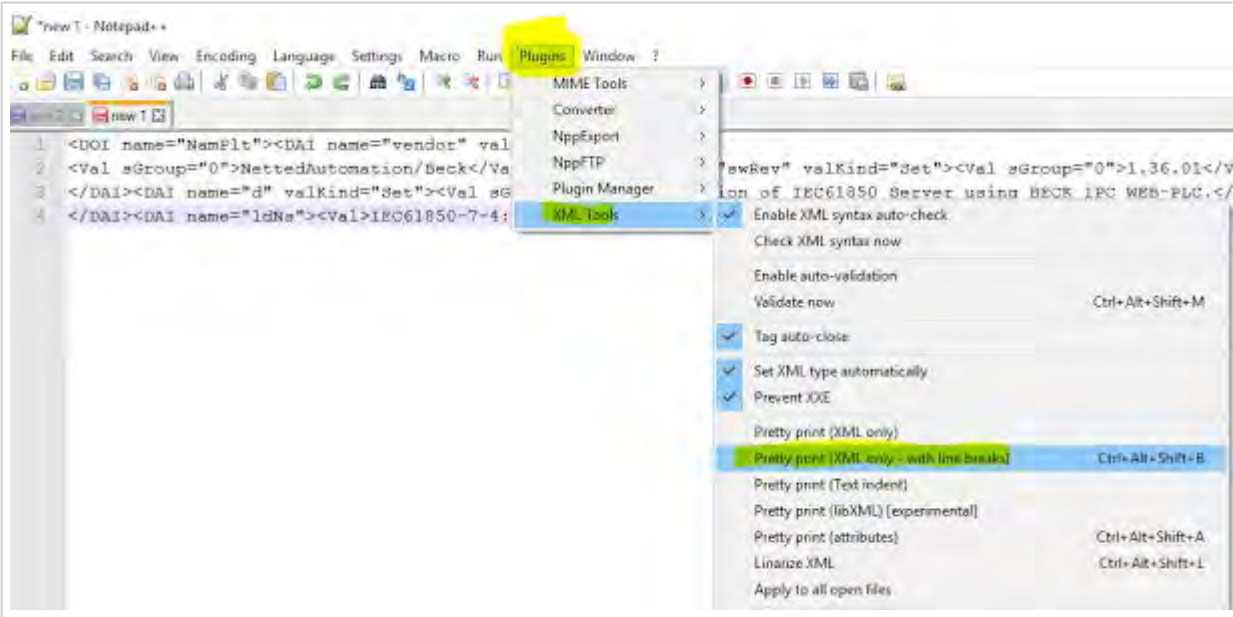 *new 1 - Notepad++
File Edit Search View Encoding Language Settings Macro Run Plugins Window ?
new 1
MIME Tools
Converter
NppExport
NppFTP
Plugin Manager
XML Tools
1 <DOI name="NamPlt"><DAI name="vendor" val
2 <Val sGroup="0">NettedAutomation/Beck</Va "swRev" valKind="Set"><Val sGroup="0">1.36.01</V
3 </DAI><DAI name="d" valKind="Set"><Val sG ion of IEC61850 Server using BECK IPC WEB-PLC.</
4 </DAI><DAI name="ldNs"><Val>IEC61850-7-4:
Enable XML syntax auto-check
Check XML syntax now
Enable auto-validation
Validate now Ctrl+Alt+Shift+M
Tag auto-close
Set XML type automatically
Prevent XXE
Pretty print (XML only)
Pretty print (XML only - with line breaks) Ctrl+Alt+Shift+B
Pretty print (Text indent)
Pretty print (libXML) [experimental]
Pretty print (attributes) Ctrl+Alt+Shift+A
Linarize XML Ctrl+Alt+Shift+L
Apply to all open files